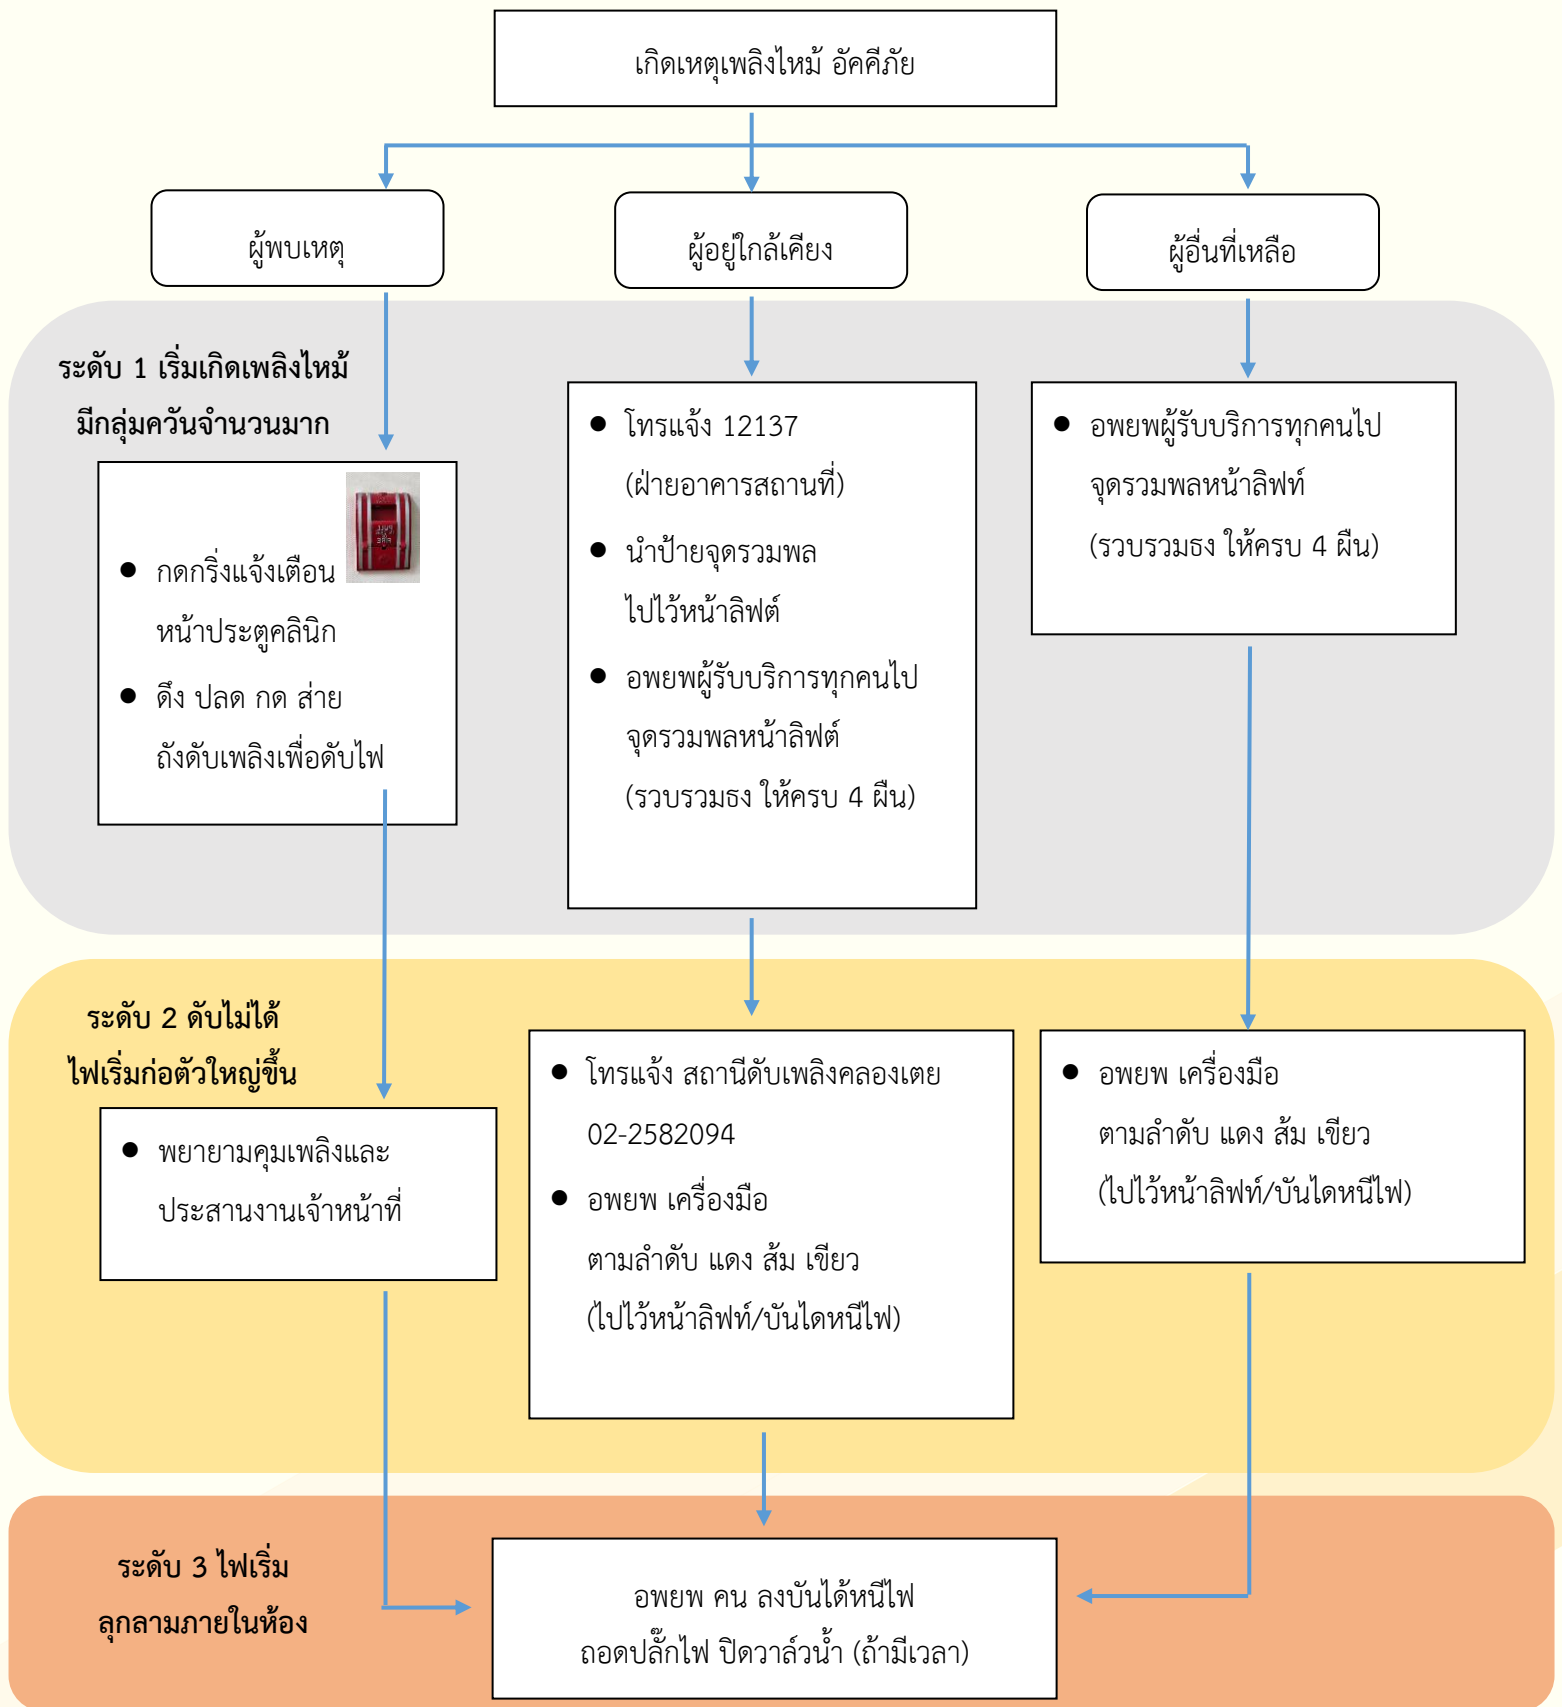 เกิดเหตุเพลิงไหม้ อัคคีภัย
ผู้พบเหตุ
ผู้อยู่ใกล้เคียง
ผู้อื่นที่เหลือ
ระดับ 1 เริ่มเกิดเพลิงไหม้
มีกลุ่มควันจำนวนมาก
● กดกริ่งแจ้งเตือน
หน้าประตูคลินิก
● ดึง ปลด กด ส่าย
ถังดับเพลิงเพื่อดับไฟ
● โทรแจ้ง 12137
(ฝ่ายอาคารสถานที่)
● นำป้ายจุดรวมพล
ไปไว้หน้าลิฟต์
● อพยพผู้รับบริการทุกคนไป
จุดรวมพลหน้าลิฟต์
(รวบรวมธง ให้ครบ 4 ผืน)
● อพยพผู้รับบริการทุกคนไป
จุดรวมพลหน้าลิฟท์
(รวบรวมธง ให้ครบ 4 ผืน)
ระดับ 2 ดับไม่ได้
ไฟเริ่มก่อตัวใหญ่ขึ้น
● พยายามคุมเพลิงและ
ประสานงานเจ้าหน้าที่
● โทรแจ้ง สถานีดับเพลิงคลองเตย
02-2582094
● อพยพ เครื่องมือ
ตามลำดับ แดง ส้ม เขียว
(ไปไว้หน้าลิฟท์/บันไดหนีไฟ)
● อพยพ เครื่องมือ
ตามลำดับ แดง ส้ม เขียว
(ไปไว้หน้าลิฟท์/บันไดหนีไฟ)
ระดับ 3 ไฟเริ่ม
ลุกลามภายในห้อง
อพยพ คน ลงบันได้หนีไฟ
ถอดปลั๊กไฟ ปิดวาล์วน้ำ (ถ้ามีเวลา)